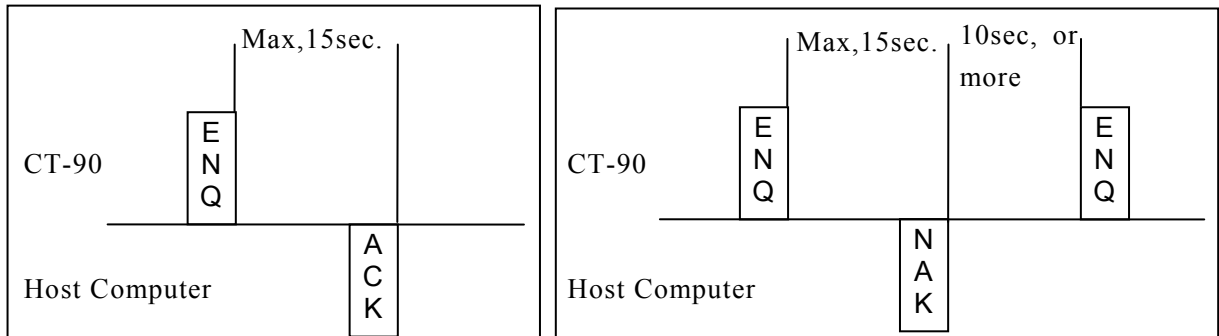 Max,15sec.
E
N
Q
CT-90
A
C
K
Host Computer
Max,15sec.
10sec, or
more
E
N
Q
E
N
Q
CT-90
N
A
K
Host Computer